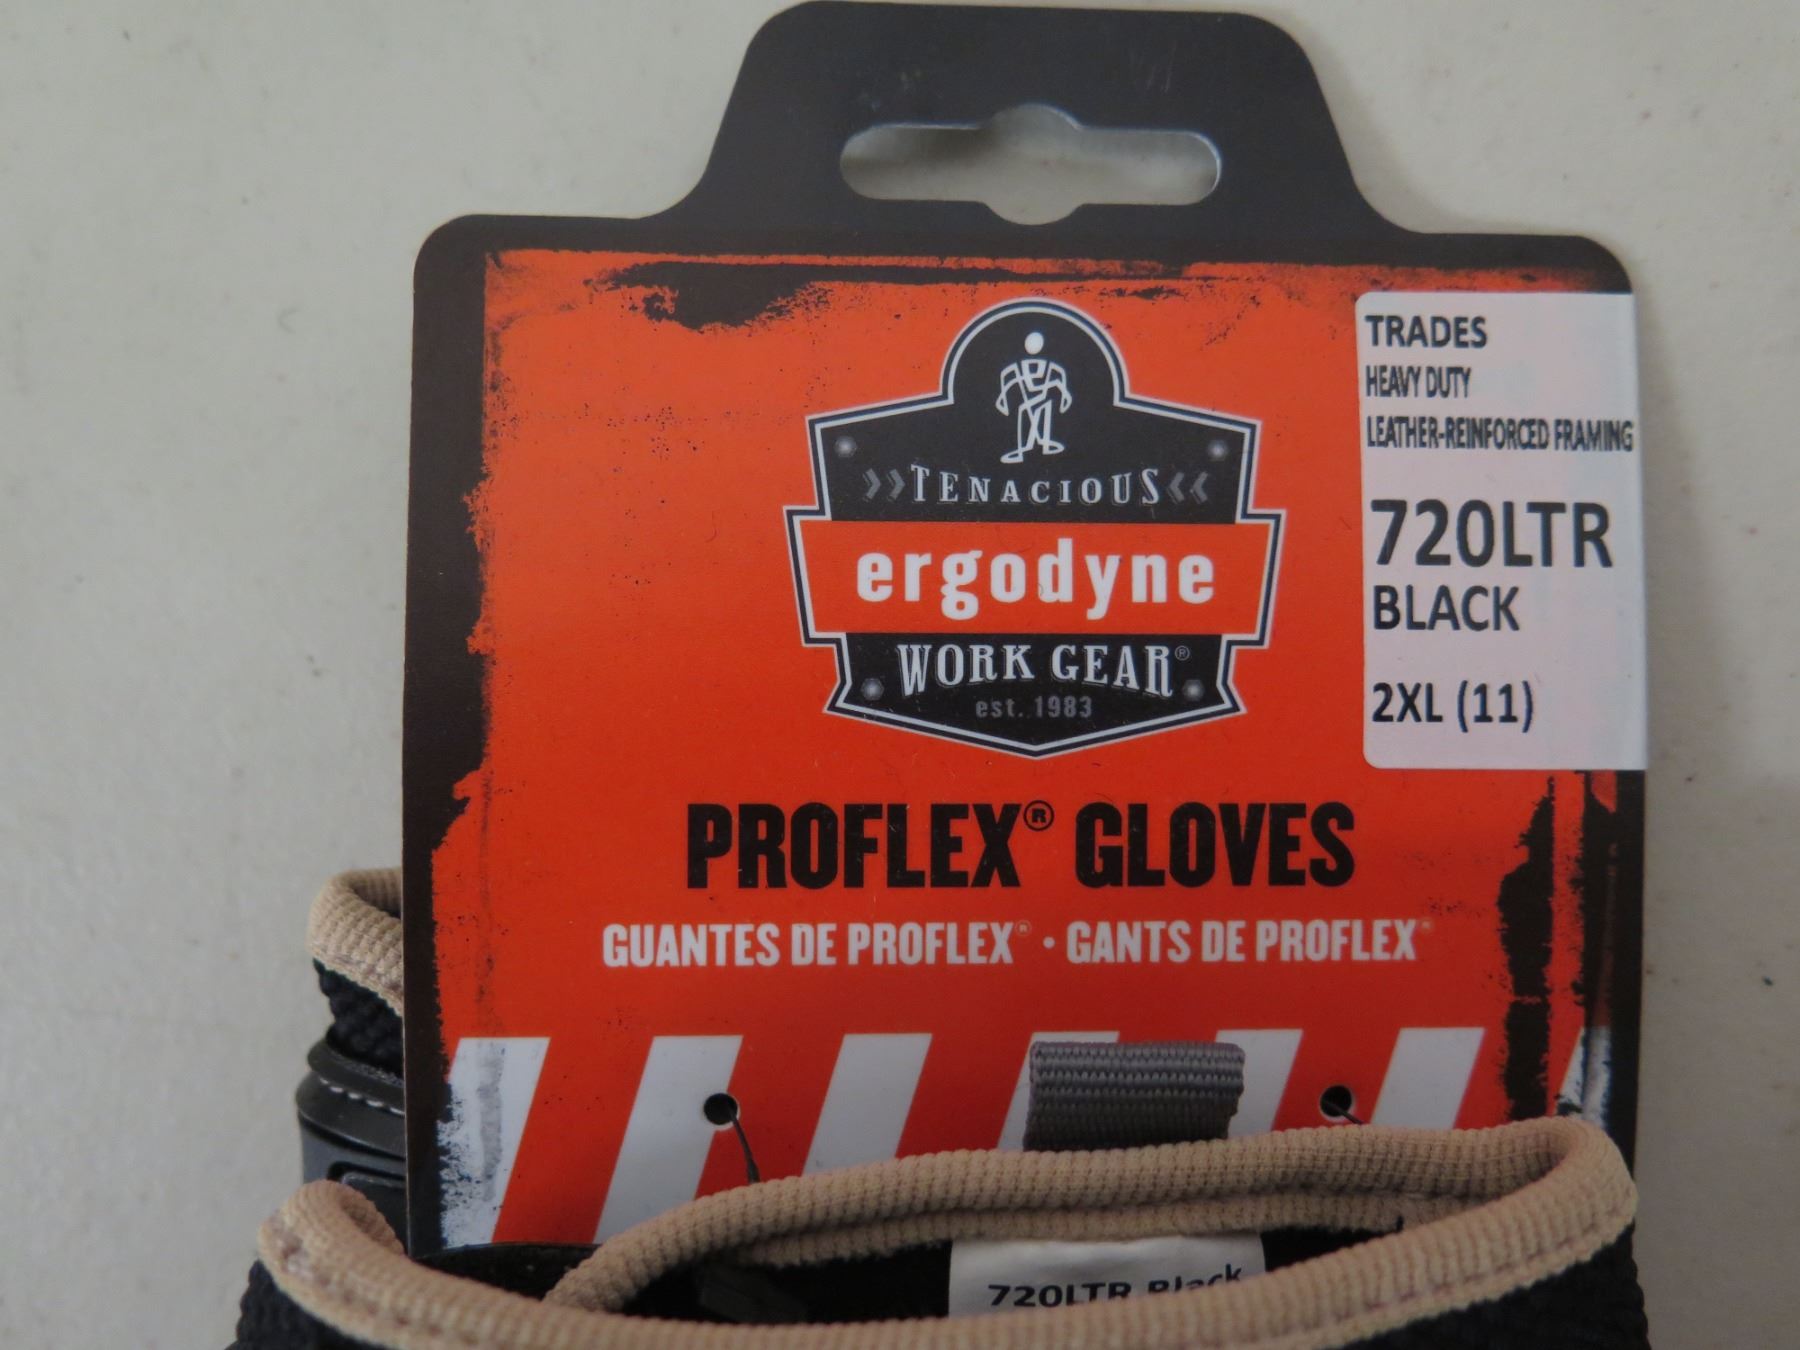 TENACIOUS
ergodyne
WORK GEAR®
est. 1983
TRADES
HEAVY DUTY
LEATHER-REINFORCED FRAMING
720LTR
BLACK
2XL (11)
PROFLEX® GLOVES
GUANTES DE PROFLEX® • GANTS DE PROFLEX®
720LTR Black